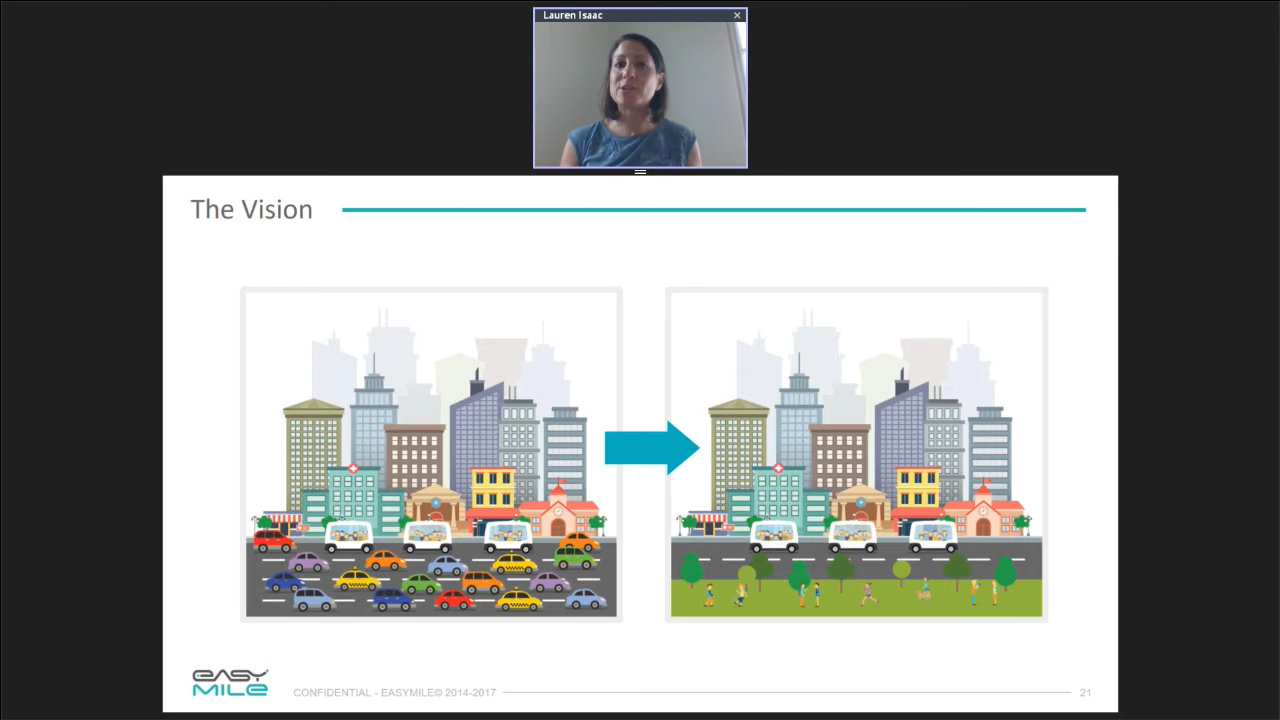 Lauren Isaac
The Vision
EASY
MILE
CONFIDENTIAL - EASYMILE© 2014-2017
21